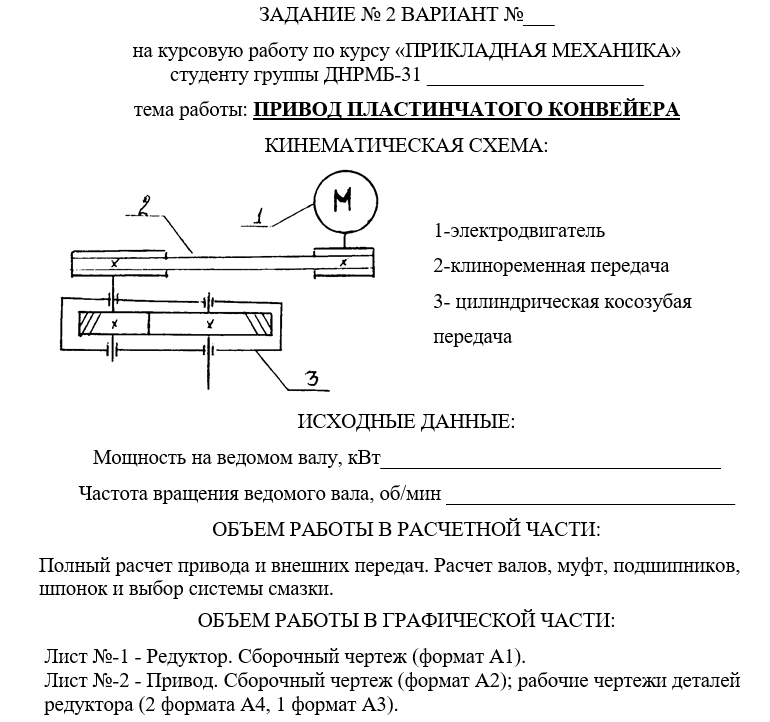 ЗАДАНИЕ № 2 ВАРИАНТ №___
на курсовую работу по курсу «ПРИКЛАДНАЯ МЕХАНИКА»
студенту группы ДНРМБ-31 ______________________
тема работы: ПРИВОД ПЛАСТИНЧАТОГО КОНВЕЙЕРА
КИНЕМАТИЧЕСКАЯ СХЕМА:
2
1
М
3
1-электродвигатель
2-клиноременная передача
3- цилиндрическая косозубая
передача
ИСХОДНЫЕ ДАННЫЕ:
Мощность на ведомом валу, кВт__________________________________
Частота вращения ведомого вала, об/мин _____________________________
ОБЪЕМ РАБОТЫ В РАСЧЕТНОЙ ЧАСТИ:
Полный расчет привода и внешних передач. Расчет валов, муфт, подшипников,
шпонок и выбор системы смазки.
ОБЪЕМ РАБОТЫ В ГРАФИЧЕСКОЙ ЧАСТИ:
Лист №-1 - Редуктор. Сборочный чертеж (формат А1).
Лист №-2 - Привод. Сборочный чертеж (формат А2); рабочие чертежи деталей
редуктора (2 формата А4, 1 формат А3).